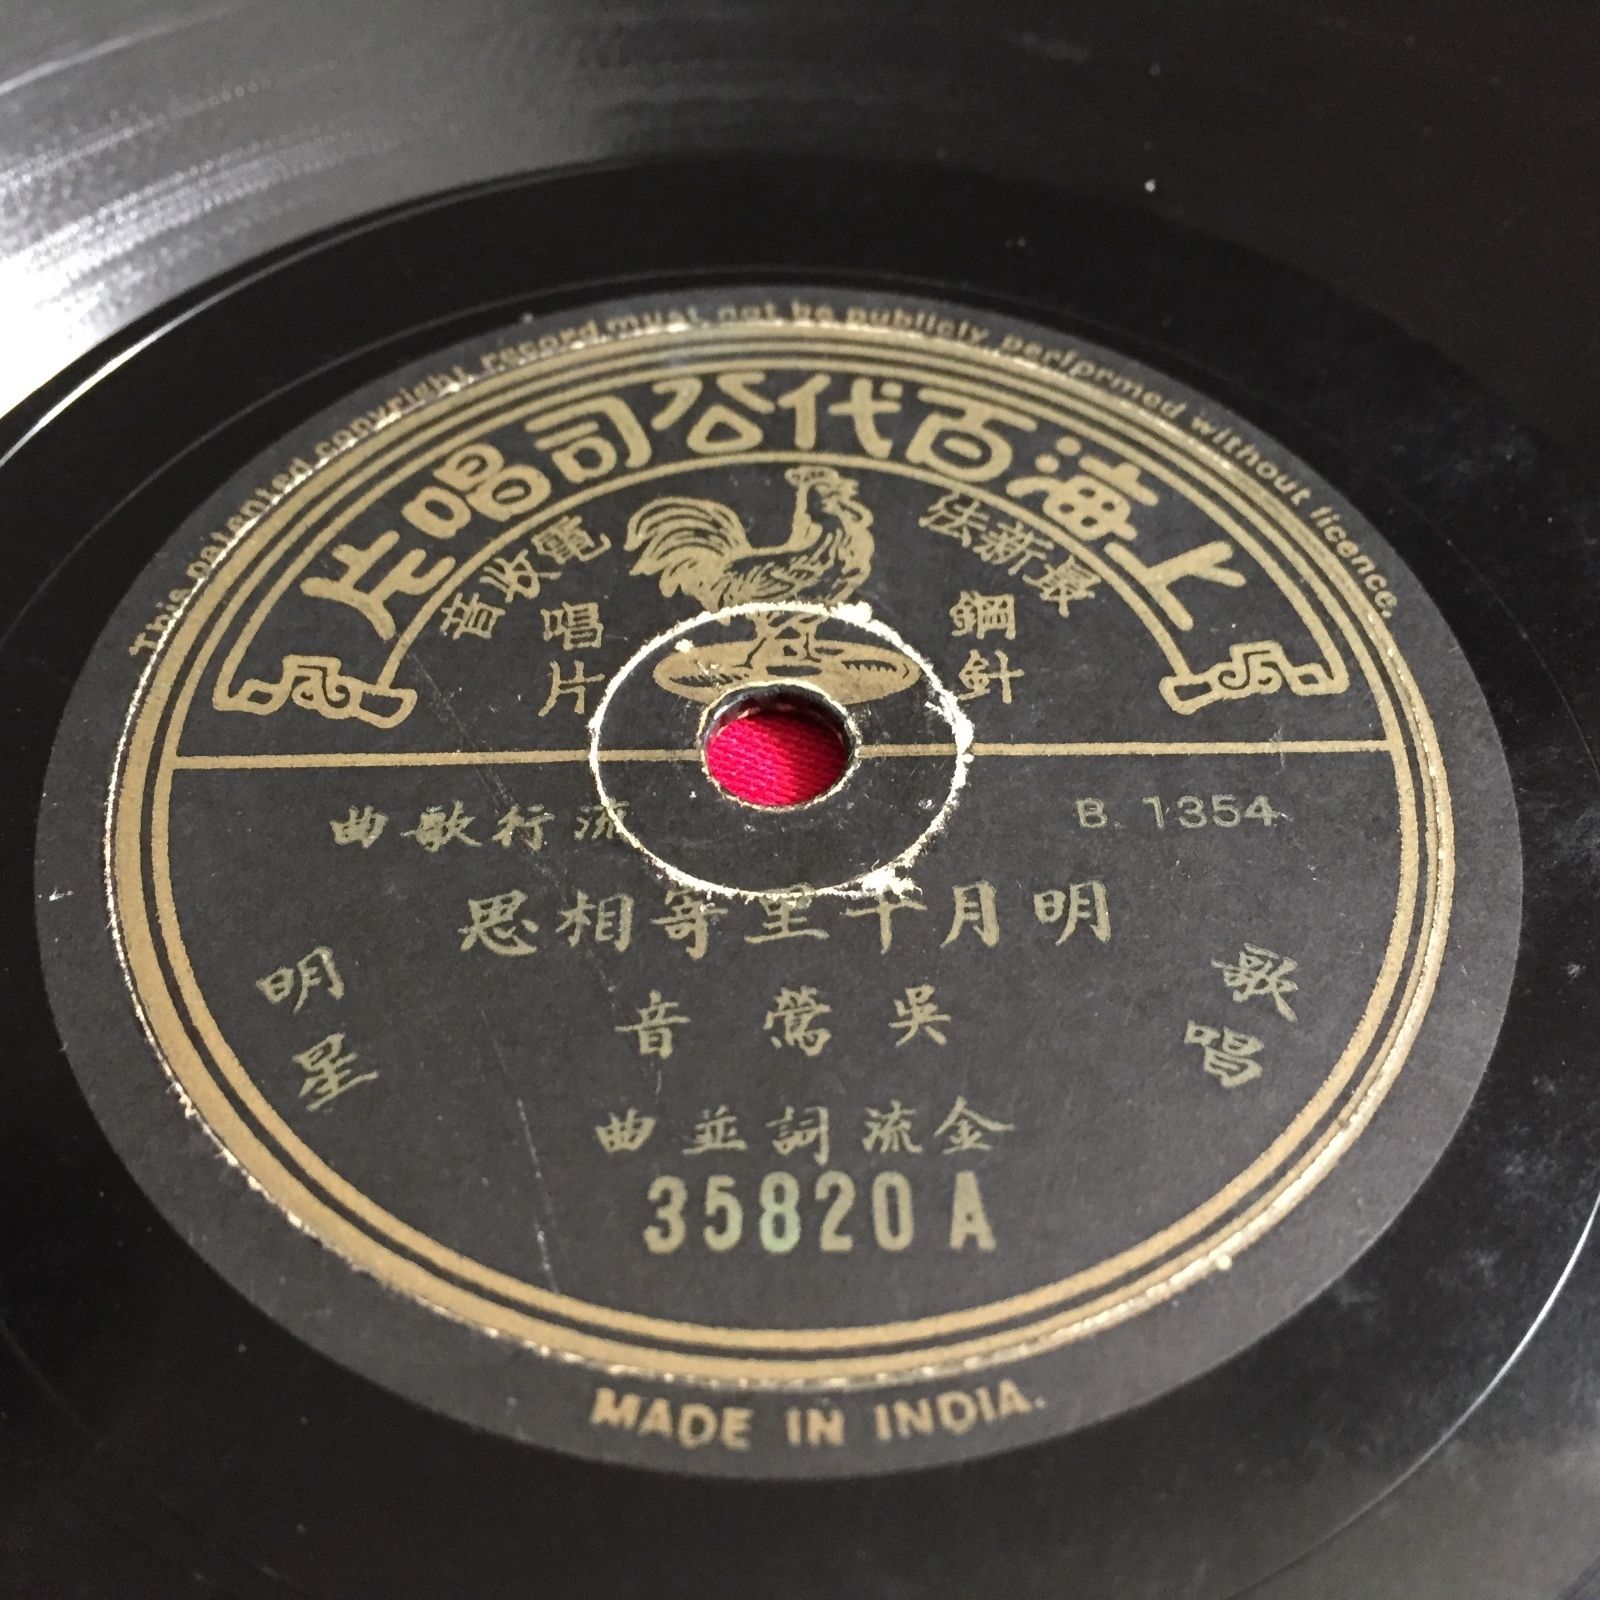 This patented copyright record must not be publicly performed without licence.
上海百代公司唱片
最新法鋼針
電收音唱片
流行歌曲
B. 1354
明月千里寄相思
歌唱
明星
吳鶯音
金流詞並曲
35820 A
MADE IN INDIA.